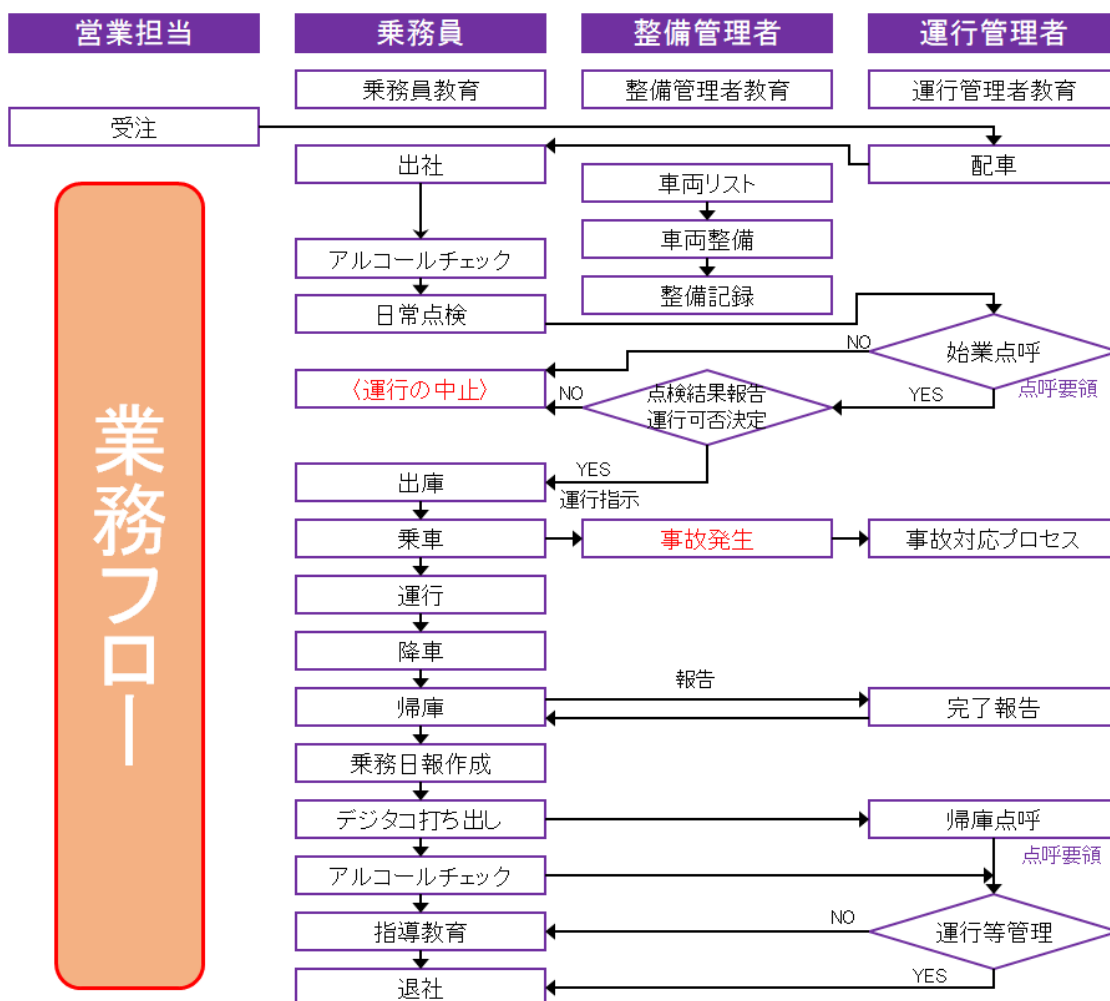 営業担当
乗務員
整備管理者
運行管理者
乗務員教育
整備管理者教育
運行管理者教育
受注
出社
配車
車両リスト
車両整備
アルコールチェック
整備記録
日常点検
始業点呼
NO
点呼要領
〈運行の中止〉
NO
点検結果報告
運行可否決定
YES
YES
出庫
運行指示
乗車
事故発生
事故対応プロセス
運行
降車
報告
帰庫
完了報告
乗務日報作成
デジタコ打ち出し
帰庫点呼
点呼要領
アルコールチェック
NO
指導教育
運行等管理
YES
退社
業務フロー